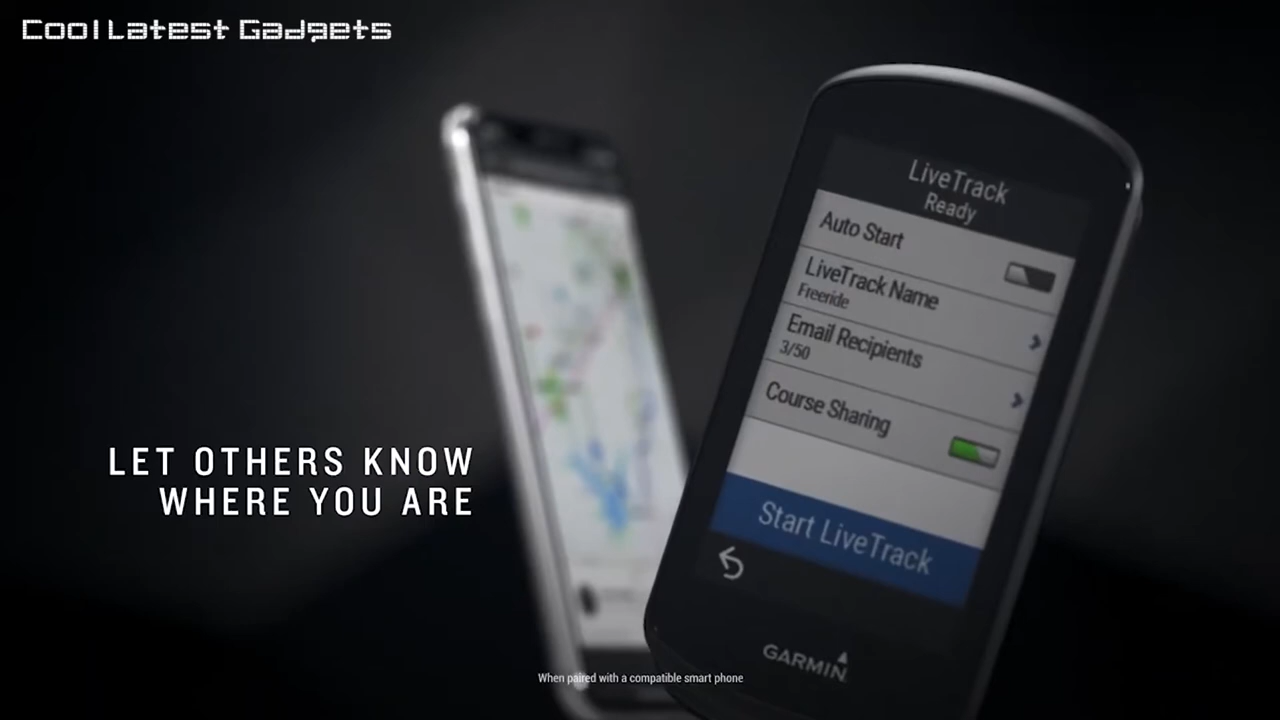 Cool Latest Gadgets
LiveTrack
Ready
Auto Start
LiveTrack Name
Freeride
Email Recipients
3/50
Course Sharing
Start LiveTrack
LET OTHERS KNOW
WHERE YOU ARE
GARMIN
When paired with a compatible smart phone